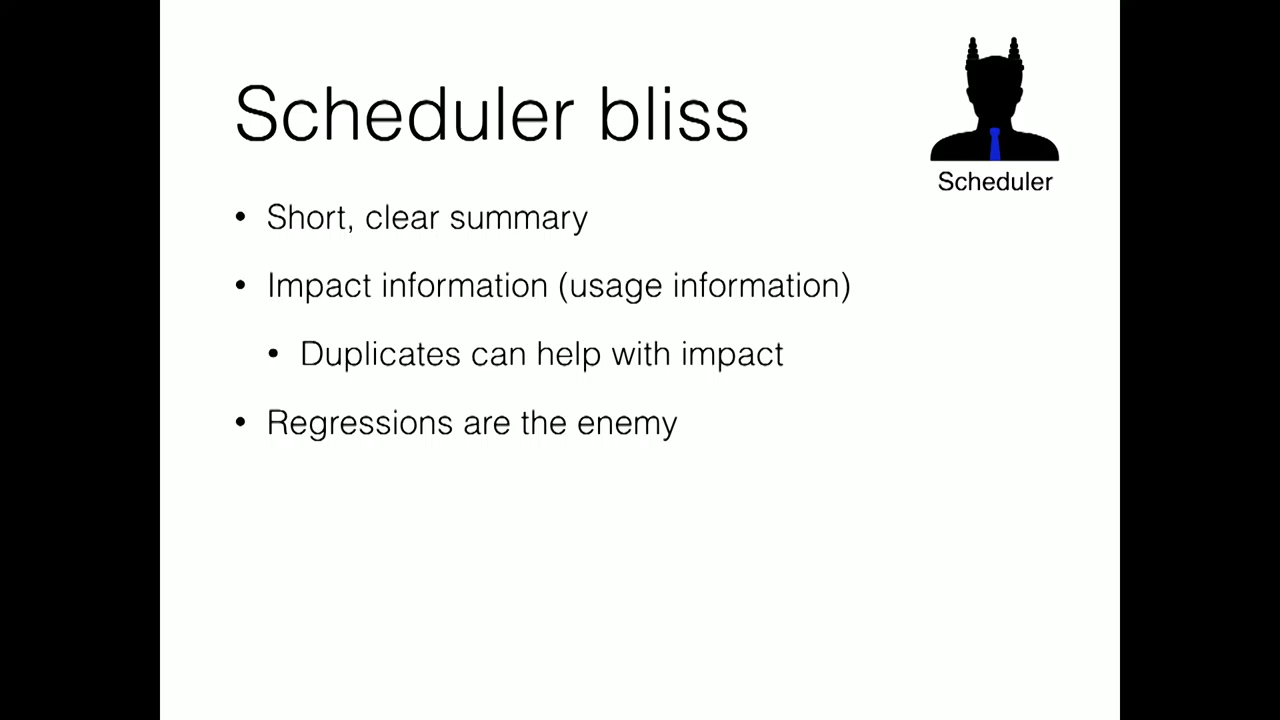 Scheduler bliss
Scheduler
• Short, clear summary
• Impact information (usage information)
• Duplicates can help with impact
• Regressions are the enemy